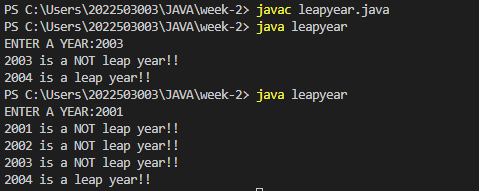 PS C:\Users\2022503003\JAVA\week-2> javac leapyear.java
PS C:\Users\2022503003\JAVA\week-2> java leapyear
ENTER A YEAR:2003
2003 is a NOT leap year!!
2004 is a leap year!!
PS C:\Users\2022503003\JAVA\week-2> java leapyear
ENTER A YEAR:2001
2001 is a NOT leap year!!
2002 is a NOT leap year!!
2003 is a NOT leap year!!
2004 is a leap year!!